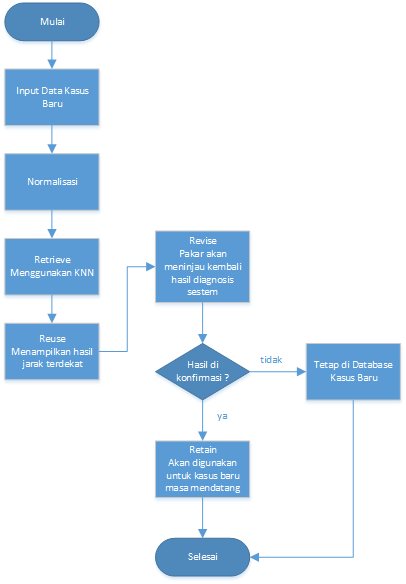 Mulai
Input Data Kasus
Baru
Normalisasi
Retrieve
Menggunakan KNN
Reuse
Menampilkan hasil
jarak terdekat
Revise
Pakar akan
meninjau kembali
hasil diagnosis
sestem
Hasil di
konfirmasi ?
tidak
Tetap di Database
Kasus Baru
ya
Retain
Akan digunakan
untuk kasus baru
masa mendatang
Selesai